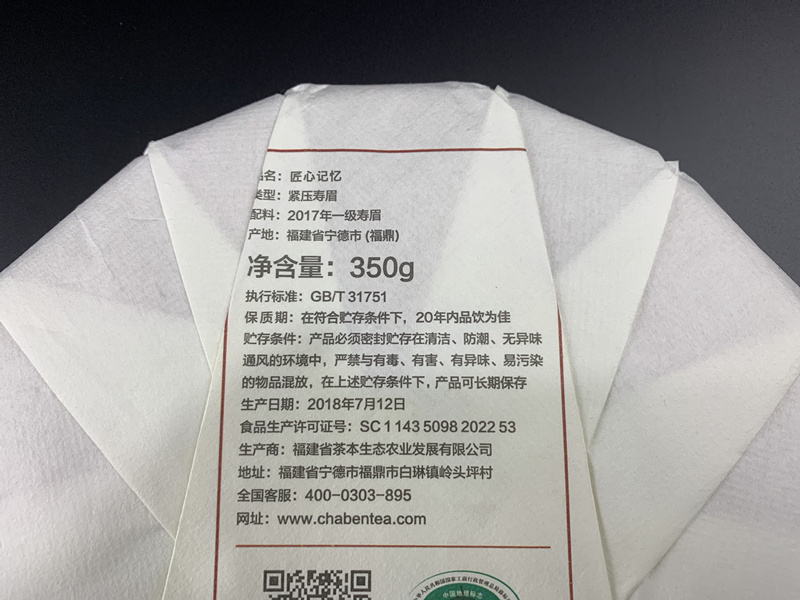 品名：匠心记忆
类型：紧压寿眉
配料：2017年一级寿眉
产地：福建省宁德市 (福鼎)
净含量：350g
执行标准：GB/T 31751
保质期：在符合贮存条件下，20年内品饮为佳
贮存条件：产品必须密封贮存在清洁、防潮、无异味
通风的环境中，严禁与有毒、有害、有异味、易污染
的物品混放，在上述贮存条件下，产品可长期保存
生产日期：2018年7月12日
食品生产许可证号：SC 1 143 5098 2022 53
生产商：福建省茶本生态农业发展有限公司
地址：福建省宁德市福鼎市白琳镇岭头坪村
全国客服：400-0303-895
网址：www.chabentea.com
中国地理标志